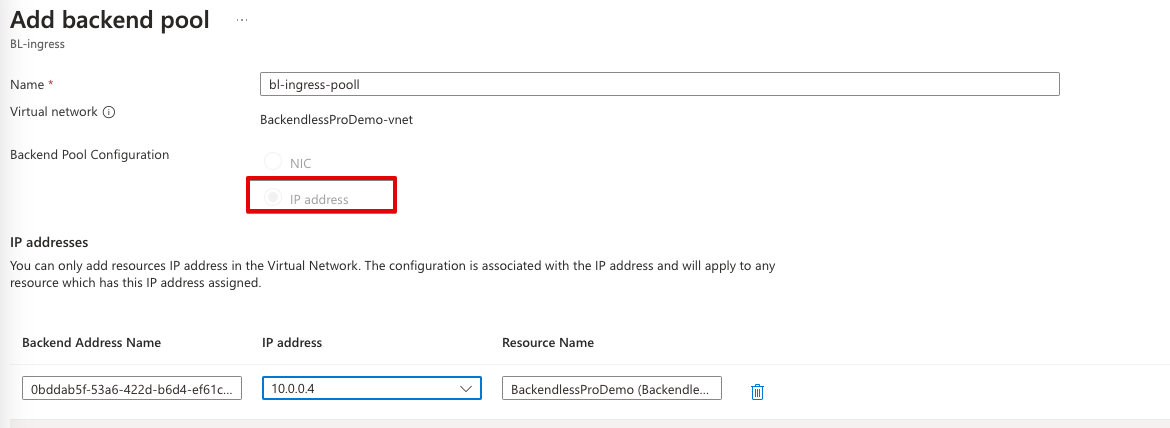 Add backend pool ...
BL-ingress
Name *
bl-ingress-pooll
Virtual network
BackendlessProDemo-vnet
Backend Pool Configuration
NIC
IP address
IP addresses
You can only add resources IP address in the Virtual Network. The configuration is associated with the IP address and will apply to any
resource which has this IP address assigned.
Backend Address Name IP address Resource Name
0bddab5f-53a6-422d-b6d4-ef61c... 10.0.0.4 BackendlessProDemo (Backendle...